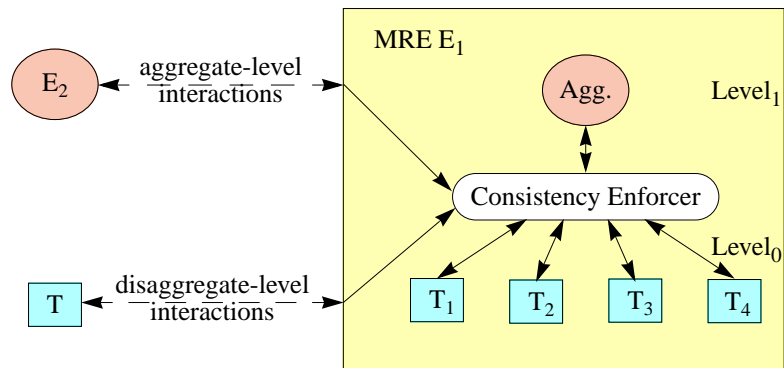 MRE E₁
E₂
aggregate-level
interactions
Agg.
Level₁
Consistency Enforcer
Level₀
T
disaggregate-level
interactions
T₁
T₂
T₃
T₄